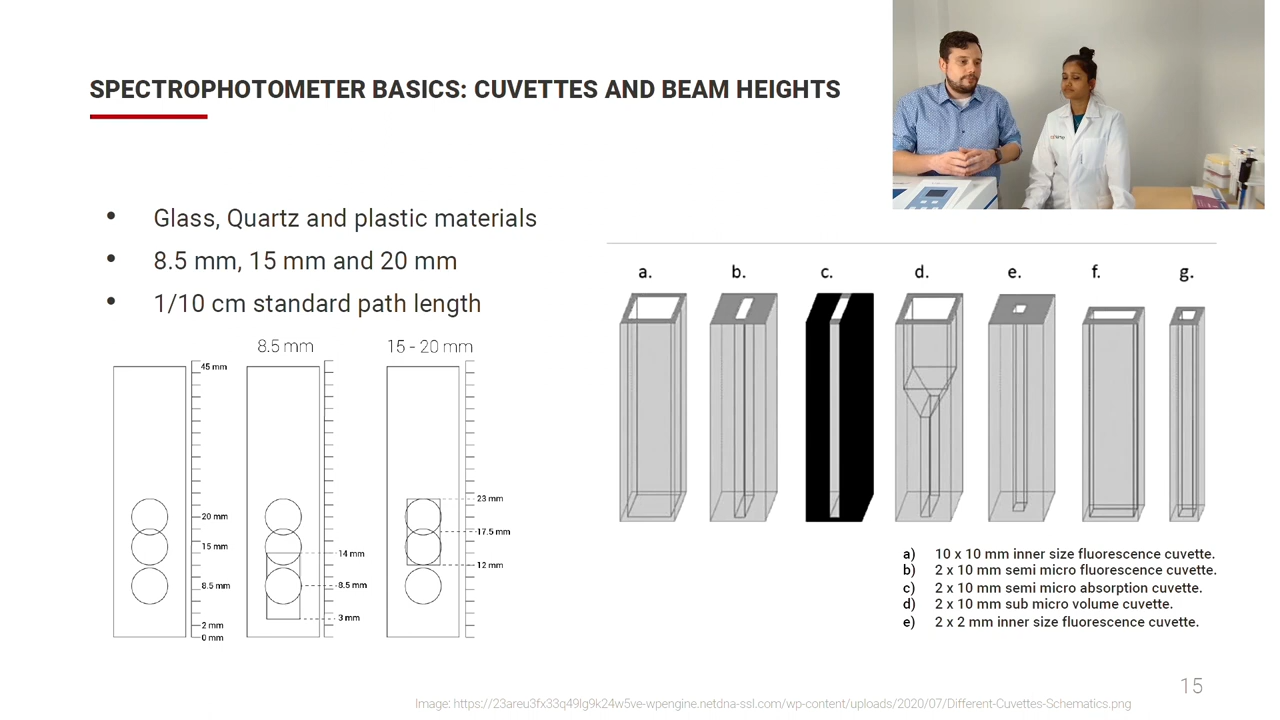 SPECTROPHOTOMETER BASICS: CUVETTES AND BEAM HEIGHTS
• Glass, Quartz and plastic materials
• 8.5 mm, 15 mm and 20 mm
• 1/10 cm standard path length
8.5 mm
15 - 20 mm
45 mm
20 mm
15 mm
8.5 mm
2 mm
0 mm
14 mm
8.5 mm
3 mm
23 mm
17.5 mm
12 mm
a. b. c. d. e. f. g.
a) 10 x 10 mm inner size fluorescence cuvette.
b) 2 x 10 mm semi micro fluorescence cuvette.
c) 2 x 10 mm semi micro absorption cuvette.
d) 2 x 10 mm sub micro volume cuvette.
e) 2 x 2 mm inner size fluorescence cuvette.
15
Image: https://23areu3fx33q49lg9k24w5ve-wpengine.netdna-ssl.com/wp-content/uploads/2020/07/Different-Cuvettes-Schematics.png